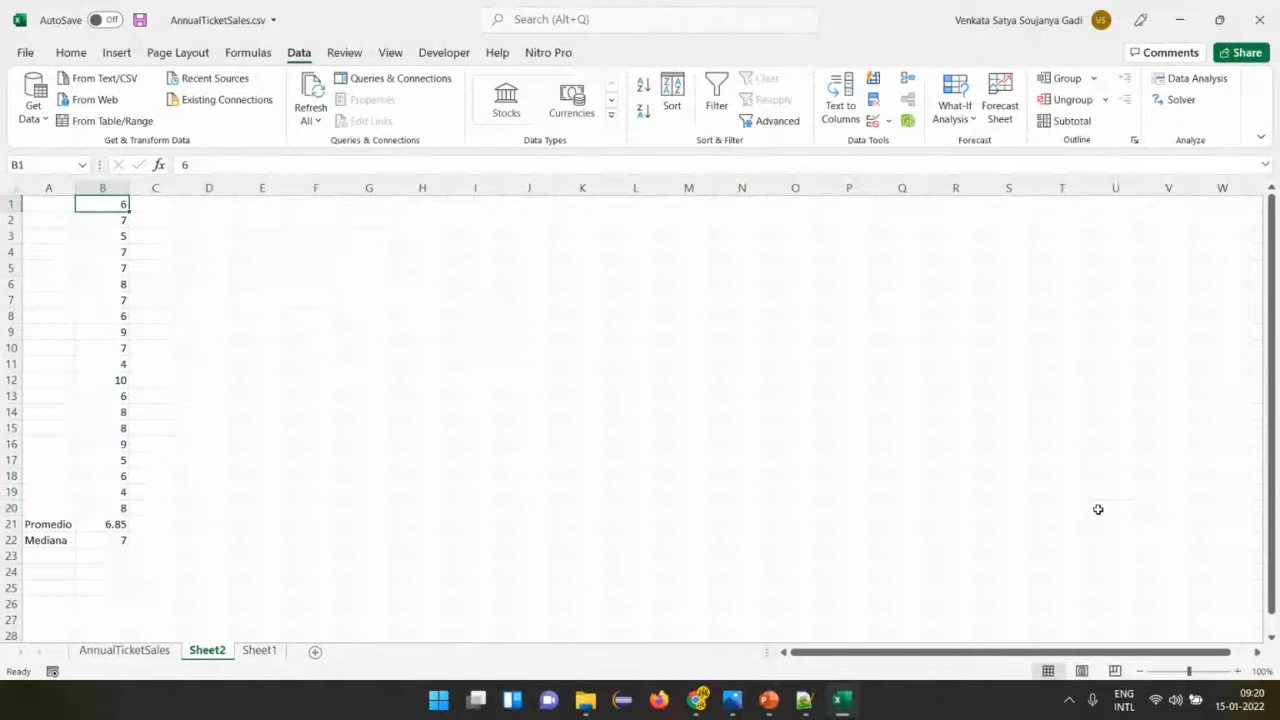 AutoSave Off AnnualTicketSales.csv Search (Alt+Q) Venkata Satya Soujanya Gadi VS
File Home Insert Page Layout Formulas Data Review View Developer Help Nitro Pro Comments Share
Get Data From Text/CSV From Web From Table/Range Recent Sources Existing Connections
Get & Transform Data
Refresh All Queries & Connections Properties Edit Links
Queries & Connections
Stocks Currencies
Data Types
Sort Filter Clear Reapply Advanced
Sort & Filter
Text to Columns
Data Tools
What-If Analysis Forecast Sheet
Forecast
Group Ungroup Subtotal
Outline
Data Analysis Solver
Analyze
B1 fx 6
A B C D E F G H I J K L M N O P Q R S T U V W
1 6
2 7
3 5
4 7
5 7
6 8
7 7
8 6
9 9
10 7
11 4
12 10
13 6
14 8
15 8
16 9
17 5
18 6
19 4
20 8
21 Promedio 6.85
22 Mediana 7
23
24
25
26
27
28
AnnualTicketSales Sheet2 Sheet1
Ready 100%
ENG INTL 09:20 15-01-2022